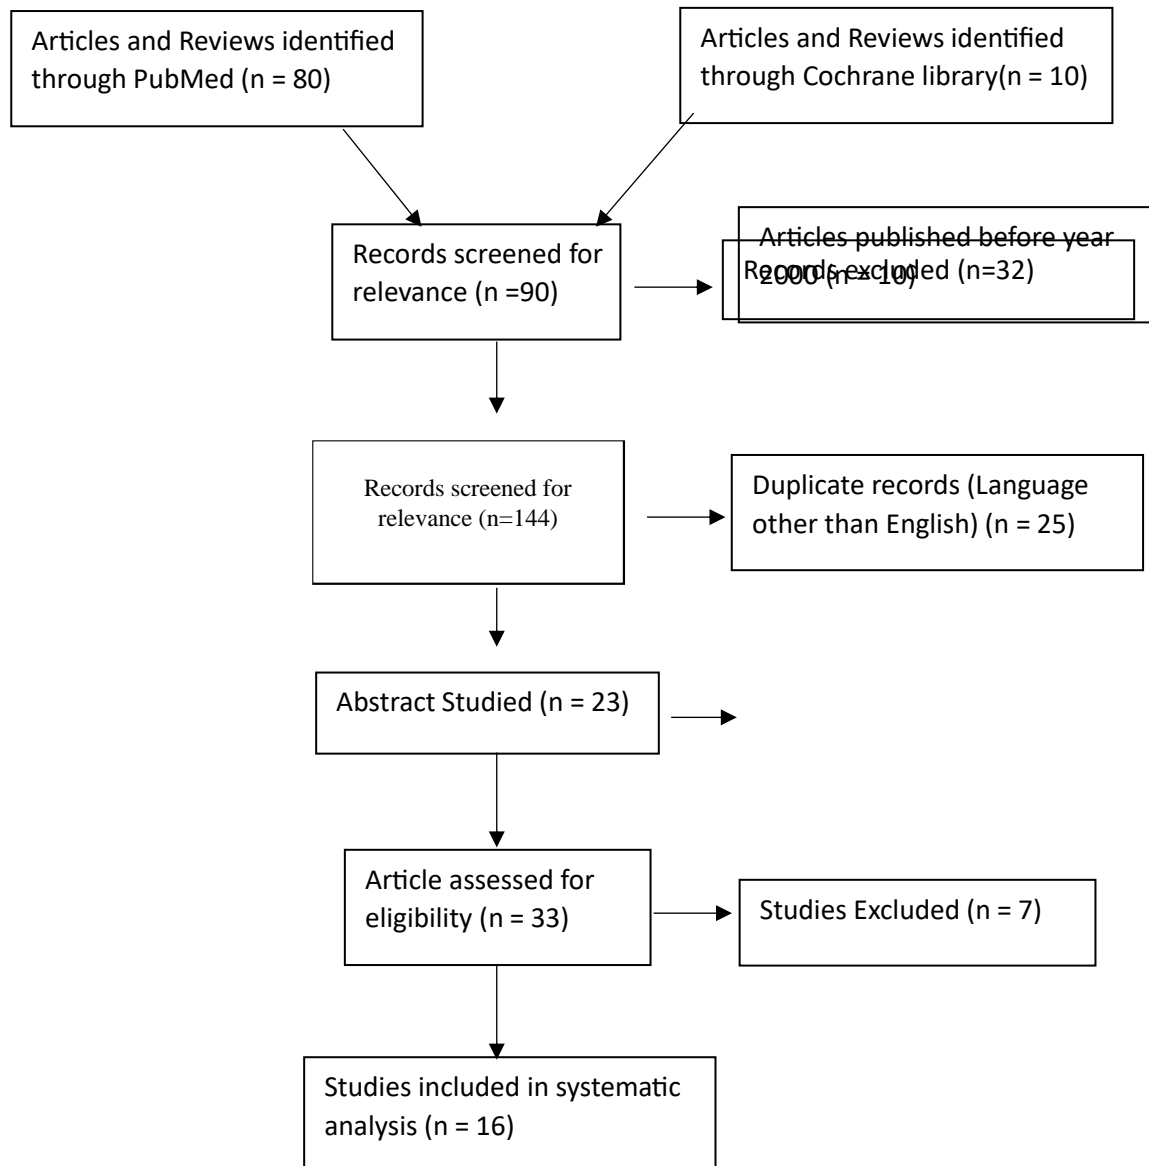 Articles and Reviews identified
through PubMed (n = 80)
Articles and Reviews identified
through Cochrane library(n = 10)
Records screened for
relevance (n =90)
Articles published before year
2000 (n = 10)
Records excluded (n=32)
Records screened for
relevance (n=144)
Duplicate records (Language
other than English) (n = 25)
Abstract Studied (n = 23)
Article assessed for
eligibility (n = 33)
Studies Excluded (n = 7)
Studies included in systematic
analysis (n = 16)